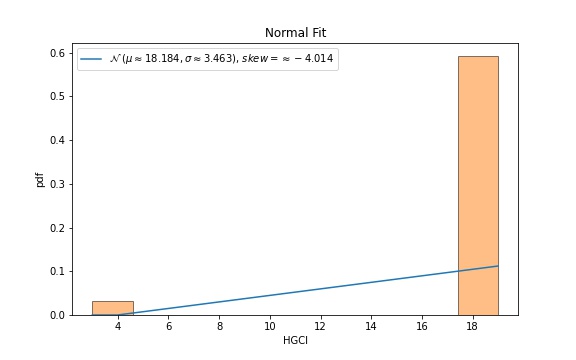 Normal Fit
𝒩(μ ≈ 18.184, σ ≈ 3.463), skew = ≈ − 4.014
0.6
0.5
0.4
0.3
0.2
0.1
0.0
pdf
4 6 8 10 12 14 16 18
HGCI